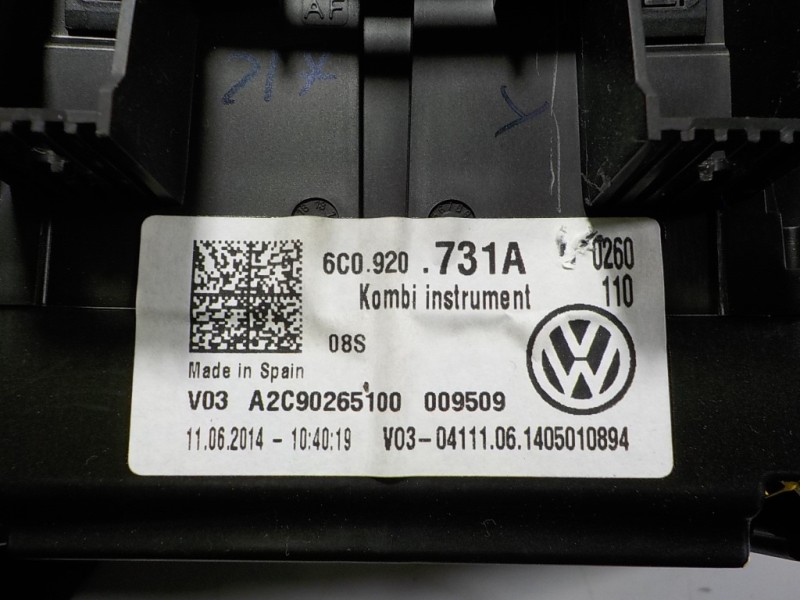 AF
6C0.920 .731A 0260
Kombi instrument 110
08S
Made in Spain
V03 A2C90265100 009509
11.06.2014 - 10:40:19 V03-04111.06.1405010894